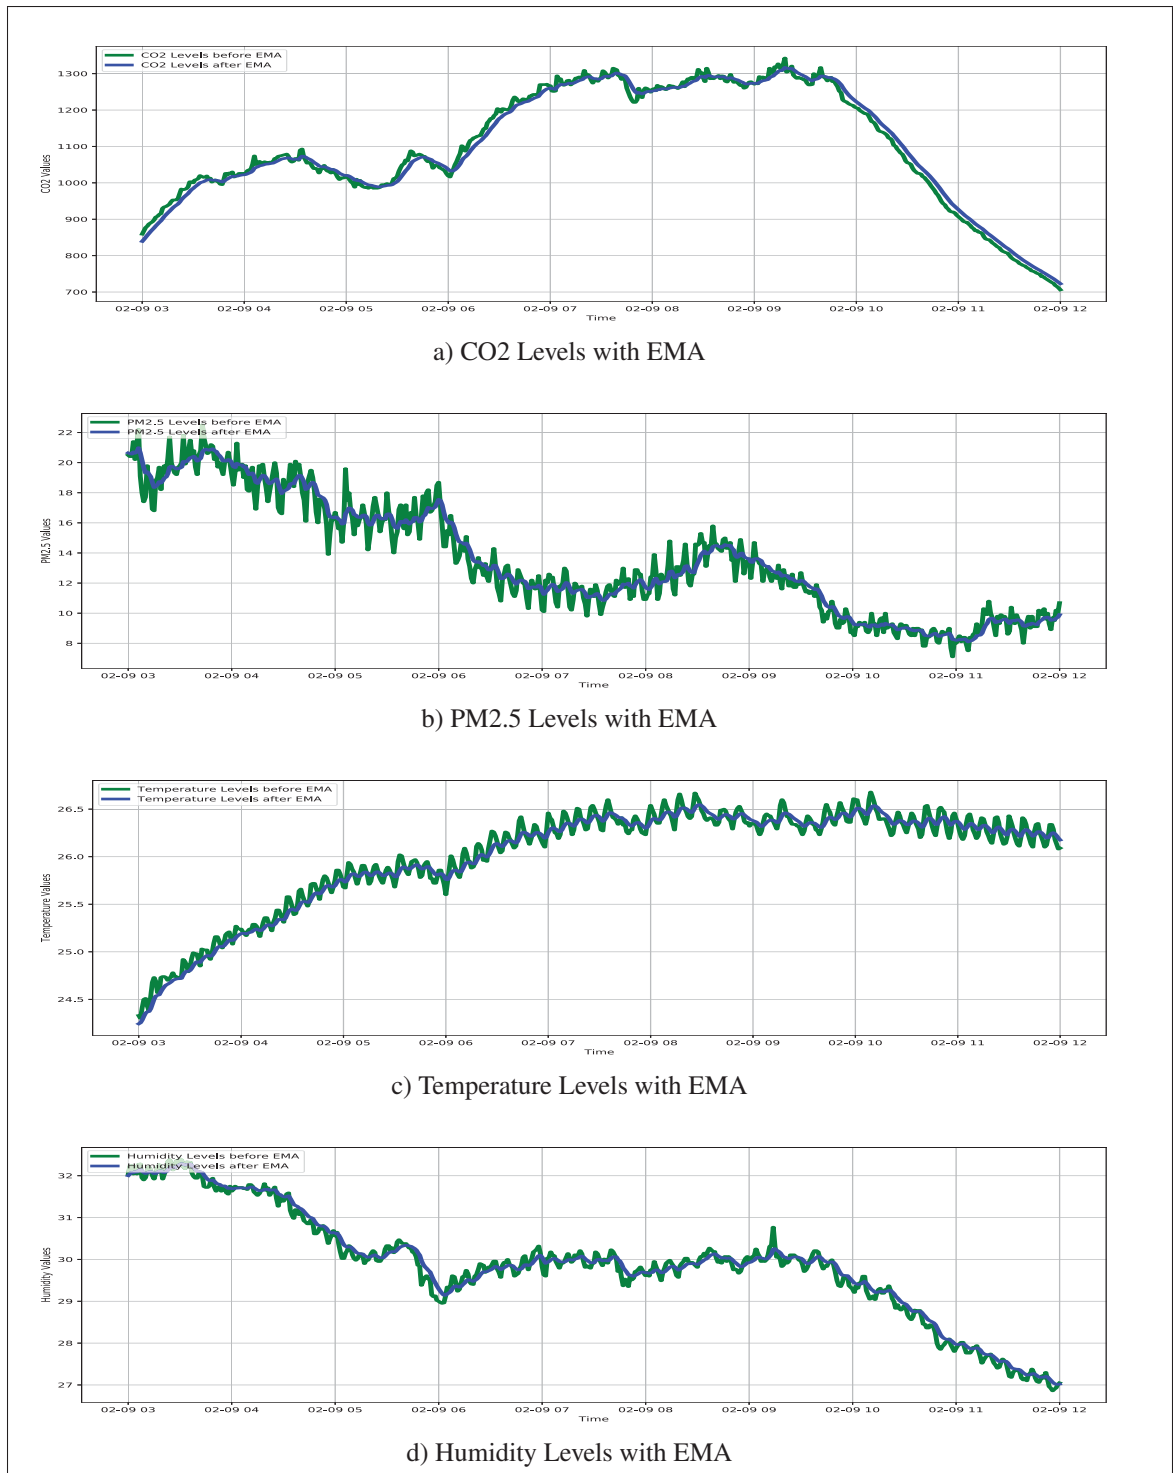 CO2 Levels before EMA
CO2 Levels after EMA
1300
1200
1100
1000
900
800
700
CO2 Values
02-09 03 02-09 04 02-09 05 02-09 06 02-09 07 02-09 08 02-09 09 02-09 10 02-09 11 02-09 12
Time
a) CO2 Levels with EMA
PM2.5 Levels before EMA
PM2.5 Levels after EMA
22
20
18
16
14
12
10
8
PM2.5 Values
02-09 03 02-09 04 02-09 05 02-09 06 02-09 07 02-09 08 02-09 09 02-09 10 02-09 11 02-09 12
Time
b) PM2.5 Levels with EMA
Temperature Levels before EMA
Temperature Levels after EMA
26.5
26.0
25.5
25.0
24.5
Temperature Values
02-09 03 02-09 04 02-09 05 02-09 06 02-09 07 02-09 08 02-09 09 02-09 10 02-09 11 02-09 12
Time
c) Temperature Levels with EMA
Humidity Levels before EMA
Humidity Levels after EMA
32
31
30
29
28
27
Humidity Values
02-09 03 02-09 04 02-09 05 02-09 06 02-09 07 02-09 08 02-09 09 02-09 10 02-09 11 02-09 12
Time
d) Humidity Levels with EMA